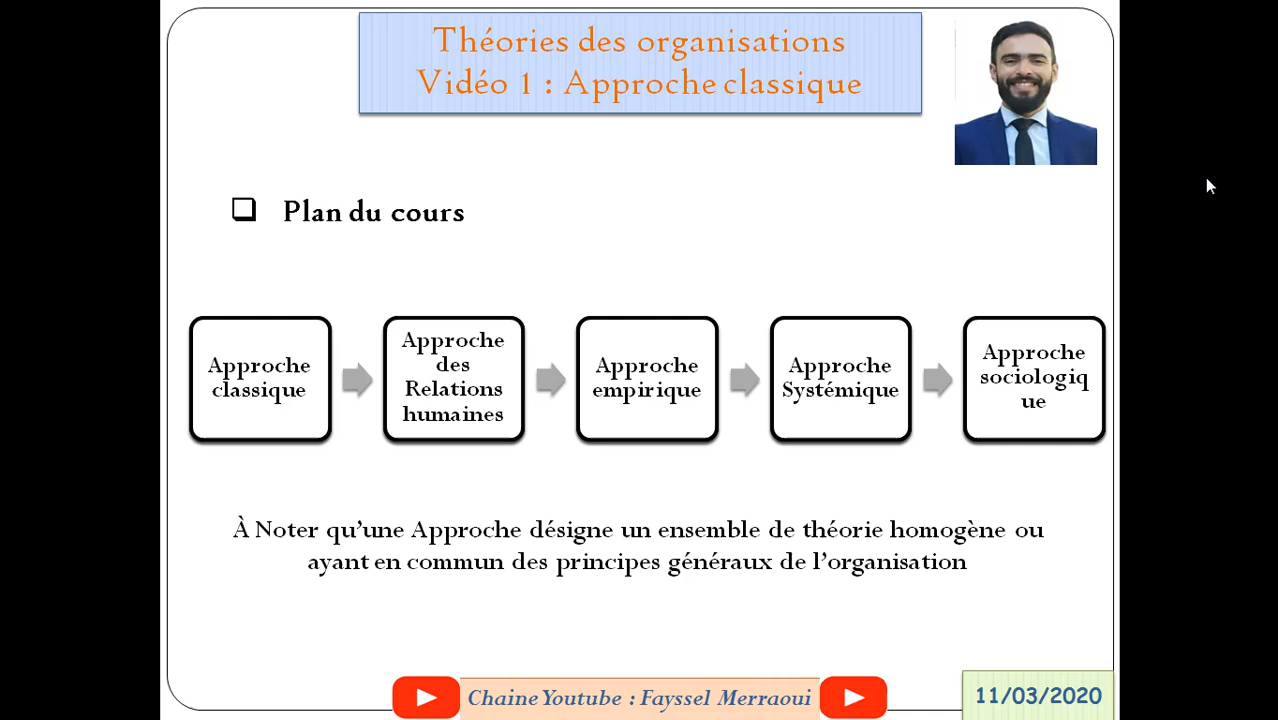 Théories des organisations
Vidéo 1 : Approche classique
Plan du cours
Approche
classique
Approche
des
Relations
humaines
Approche
empirique
Approche
Systémique
Approche
sociologiq
ue
À Noter qu’une Approche désigne un ensemble de théorie homogène ou
ayant en commun des principes généraux de l’organisation
Chaine Youtube : Fayssel Merraoui
11/03/2020